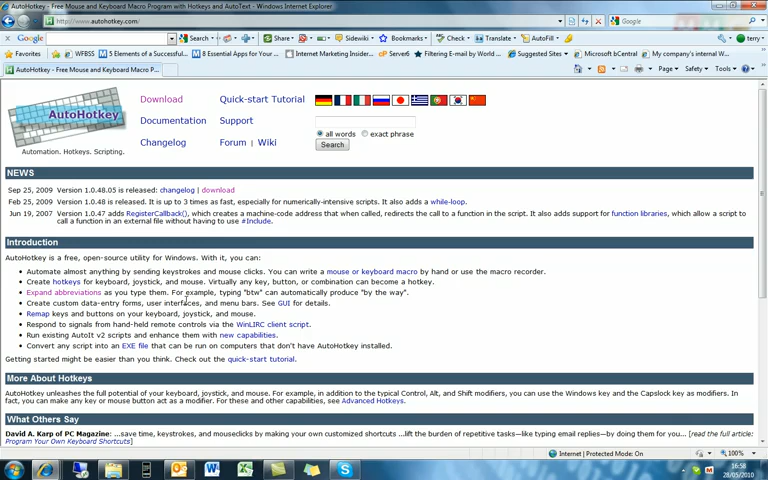 AutoHotkey - Free Mouse and Keyboard Macro Program with Hotkeys and AutoText - Windows Internet Explorer
http://www.autohotkey.com/
Google
Google Search Share Sidewiki Bookmarks Check Translate AutoFill terry
Favorites WFBSS 5 Elements of a Successful... 8 Essential Apps for Your ... Internet Marketing Insider... Server6 Filtering E-mail by Country ... Suggested Sites Microsoft bCentral My company's internal W...
AutoHotkey - Free Mouse and Keyboard Macro P...
Page Safety Tools
AutoHotkey
Automation. Hotkeys. Scripting.
Download Quick-start Tutorial
Documentation Support
Changelog Forum | Wiki
all words exact phrase
Search
NEWS
Sep 25, 2009 Version 1.0.48.05 is released: changelog | download
Feb 25, 2009 Version 1.0.48 is released. It is up to 3 times as fast, especially for numerically-intensive scripts. It also adds a while-loop.
Jun 19, 2007 Version 1.0.47 adds RegisterCallback(), which creates a machine-code address that when called, redirects the call to a function in the script. It also adds support for function libraries, which allow a script to
call a function in an external file without having to use #Include.
Introduction
AutoHotkey is a free, open-source utility for Windows. With it, you can:
• Automate almost anything by sending keystrokes and mouse clicks. You can write a mouse or keyboard macro by hand or use the macro recorder.
• Create hotkeys for keyboard, joystick, and mouse. Virtually any key, button, or combination can become a hotkey.
• Expand abbreviations as you type them. For example, typing "btw" can automatically produce "by the way".
• Create custom data-entry forms, user interfaces, and menu bars. See GUI for details.
• Remap keys and buttons on your keyboard, joystick, and mouse.
• Respond to signals from hand-held remote controls via the WinLIRC client script.
• Run existing AutoIt v2 scripts and enhance them with new capabilities.
• Convert any script into an EXE file that can be run on computers that don't have AutoHotkey installed.
Getting started might be easier than you think. Check out the quick-start tutorial.
More About Hotkeys
AutoHotkey unleashes the full potential of your keyboard, joystick, and mouse. For example, in addition to the typical Control, Alt, and Shift modifiers, you can use the Windows key and the Capslock key as modifiers. In
fact, you can make any key or mouse button act as a modifier. For these and other capabilities, see Advanced Hotkeys.
What Others Say
David A. Karp of PC Magazine: ...save time, keystrokes, and mouseclicks by making your own customized shortcuts ...lift the burden of repetitive tasks--like typing email replies--by doing them for you... [read the full article:
Program Your Own Keyboard Shortcuts]
Internet | Protected Mode: On 100%
16:58
28/05/2010